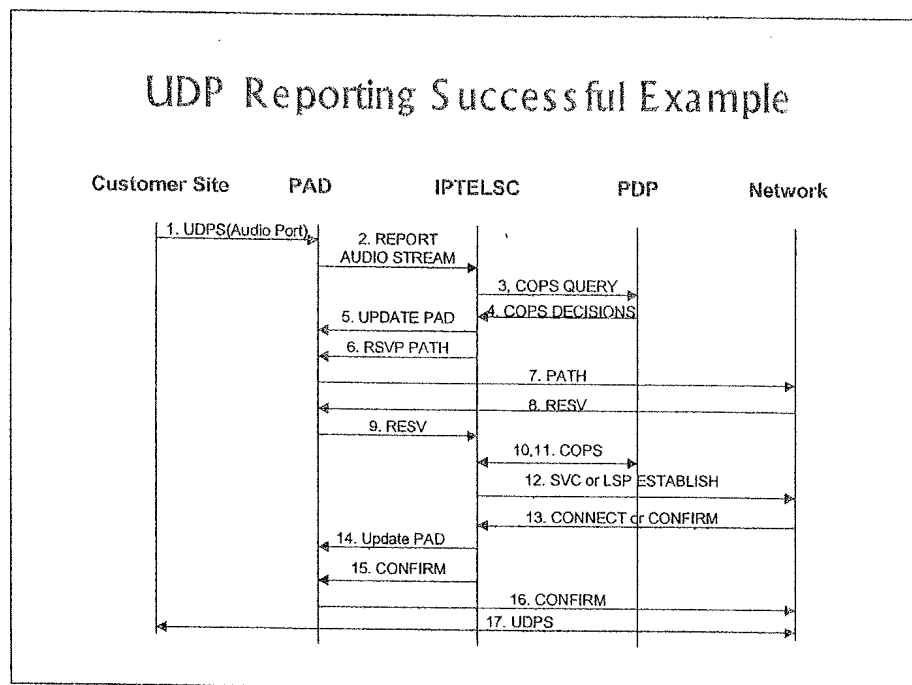 UDP Reporting Successful Example
Customer Site PAD IPTELSC PDP Network
1. UDPS(Audio Port)
2. REPORT
AUDIO STREAM
3, COPS QUERY
4. COPS DECISIONS
5. UPDATE PAD
6. RSVP PATH
7. PATH
8. RESV
9. RESV
10,11. COPS
12. SVC or LSP ESTABLISH
13. CONNECT or CONFIRM
14. Update PAD
15. CONFIRM
16. CONFIRM
17. UDPS